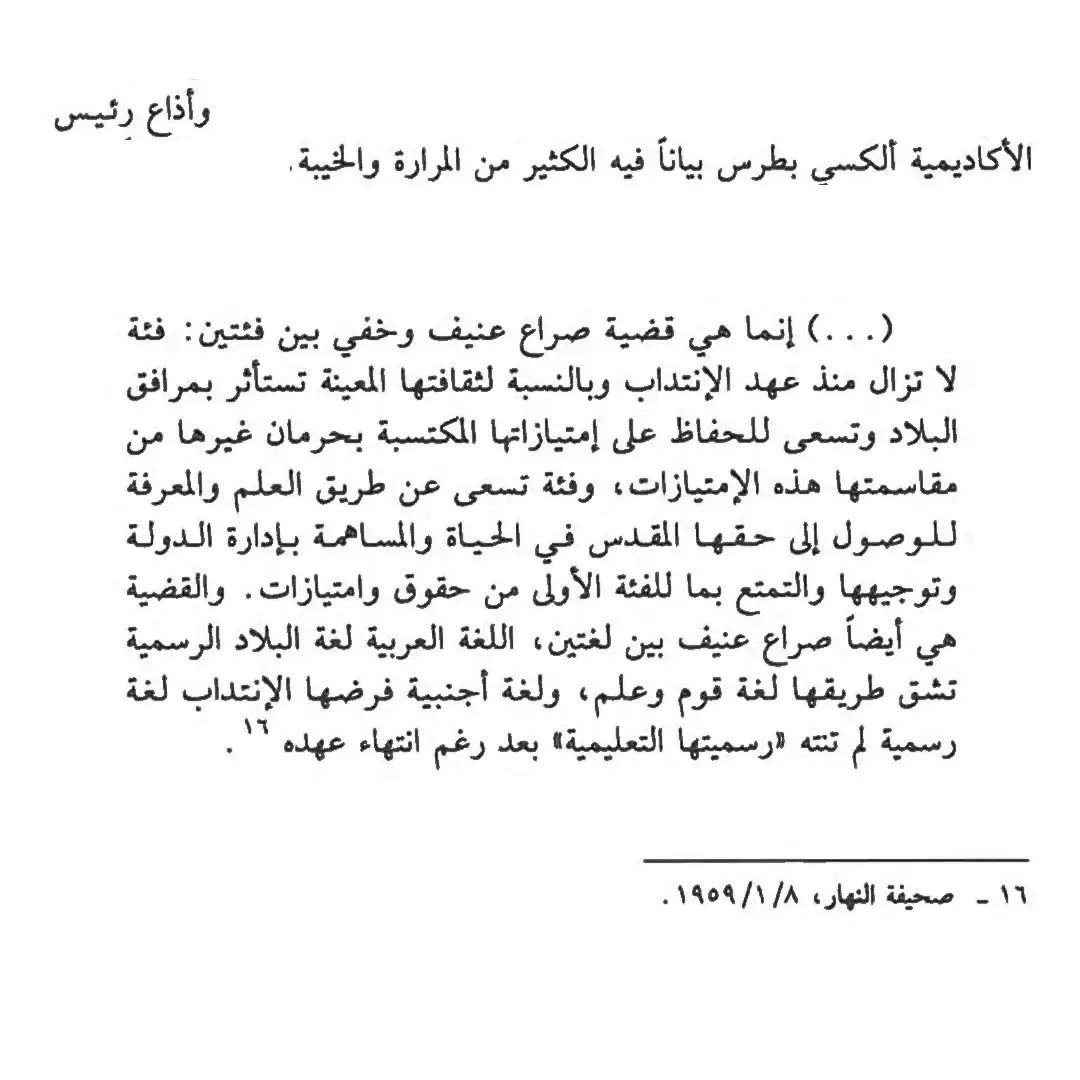 وأذاع رئيس
الأكاديمية ألكسي بطرس بياناً فيه الكثير من المرارة والخيبة.
(...) إنما هي قضية صراع عنيف وخفي بين فئتين: فئة
لا تزال منذ عهد الإنتداب وبالنسبة لثقافتها المعينة تستأثر بمرافق
البلاد وتسعى للحفاظ على إمتيازاتها المكتسبة بحرمان غيرها من
مقاسمتها هذه الإمتيازات، وفئة تسعى عن طريق العلم والمعرفة
للوصول إلى حقها المقدس في الحياة والمساهمة بإدارة الدولة
وتوجيهها والتمتع بما للفئة الأولى من حقوق وامتيازات. والقضية
هي أيضاً صراع عنيف بين لغتين، اللغة العربية لغة البلاد الرسمية
تشق طريقها لغة قوم وعلم، ولغة أجنبية فرضها الإنتداب لغة
رسمية لم تنته «رسميتها التعليمية» بعد رغم انتهاء عهده ١٦.
١٦ - صحيفة النهار، ١٩٥٩/١/٨.